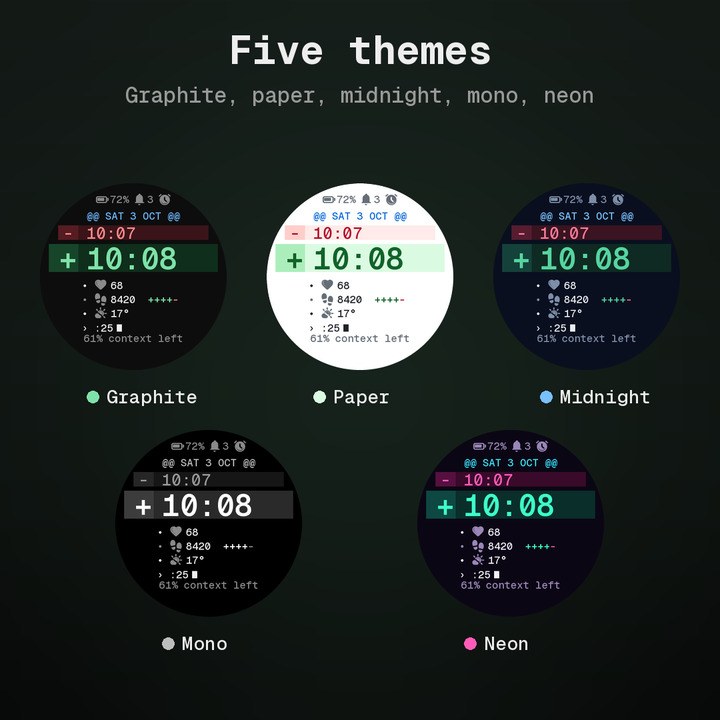 Five themes
Graphite, paper, midnight, mono, neon
72% 3
@@ SAT 3 OCT @@
- 10:07
+ 10:08
• 68
• 8420 ++++-
• 17°
› :25
61% context left
Graphite
72% 3
@@ SAT 3 OCT @@
- 10:07
+ 10:08
• 68
• 8420 ++++-
• 17°
› :25
61% context left
Paper
72% 3
@@ SAT 3 OCT @@
- 10:07
+ 10:08
• 68
• 8420 ++++-
• 17°
› :25
61% context left
Midnight
72% 3
@@ SAT 3 OCT @@
- 10:07
+ 10:08
• 68
• 8420 ++++-
• 17°
› :25
61% context left
Mono
72% 3
@@ SAT 3 OCT @@
- 10:07
+ 10:08
• 68
• 8420 ++++-
• 17°
› :25
61% context left
Neon